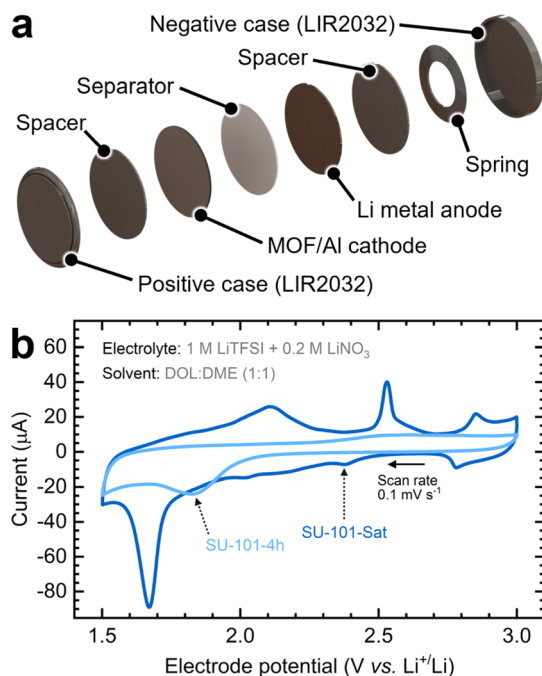 a
Negative case (LIR2032)
Spacer
Separator
Spacer
Spring
Li metal anode
MOF/Al cathode
Positive case (LIR2032)
b
60
40
20
0
-20
-40
-60
-80
Current (µA)
Electrolyte: 1 M LiTFSI + 0.2 M LiNO₃
Solvent: DOL:DME (1:1)
Scan rate
0.1 mV s⁻¹
SU-101-Sat
SU-101-4h
1.5 2.0 2.5 3.0
Electrode potential (V vs. Li⁺/Li)